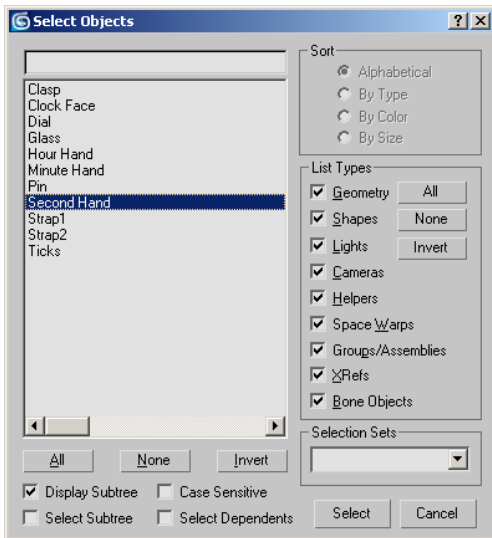 Select Objects
Clasp
Clock Face
Dial
Glass
Hour Hand
Minute Hand
Pin
Second Hand
Strap1
Strap2
Ticks
All None Invert
Display Subtree Case Sensitive
Select Subtree Select Dependents
Sort
Alphabetical
By Type
By Color
By Size
List Types
Geometry All
Shapes None
Lights Invert
Cameras
Helpers
Space Warps
Groups/Assemblies
XRefs
Bone Objects
Selection Sets
Select Cancel